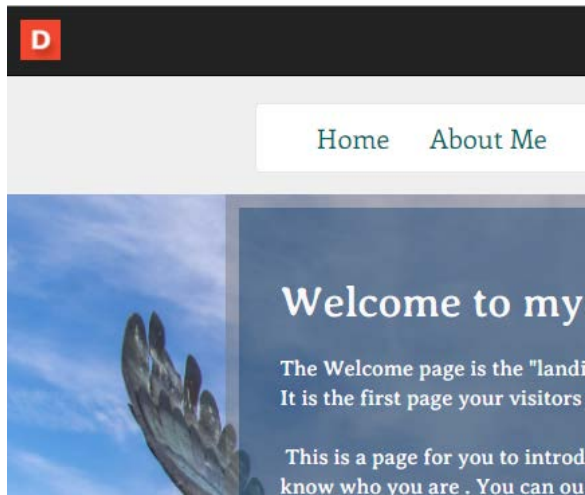 D
Home About Me
Welcome to my
The Welcome page is the "landi
It is the first page your visitors
This is a page for you to introd
know who you are . You can ou